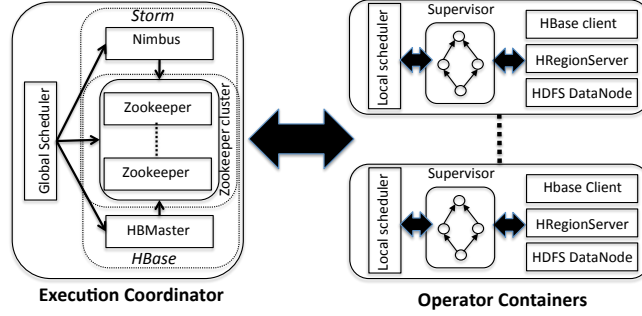 Storm
Nimbus
Global Scheduler
Zookeeper
Zookeeper
Zookeeper cluster
HBMaster
HBase
Execution Coordinator
Local scheduler
Supervisor
HBase client
HRegionServer
HDFS DataNode
Local scheduler
Supervisor
Hbase Client
HRegionServer
HDFS DataNode
Operator Containers